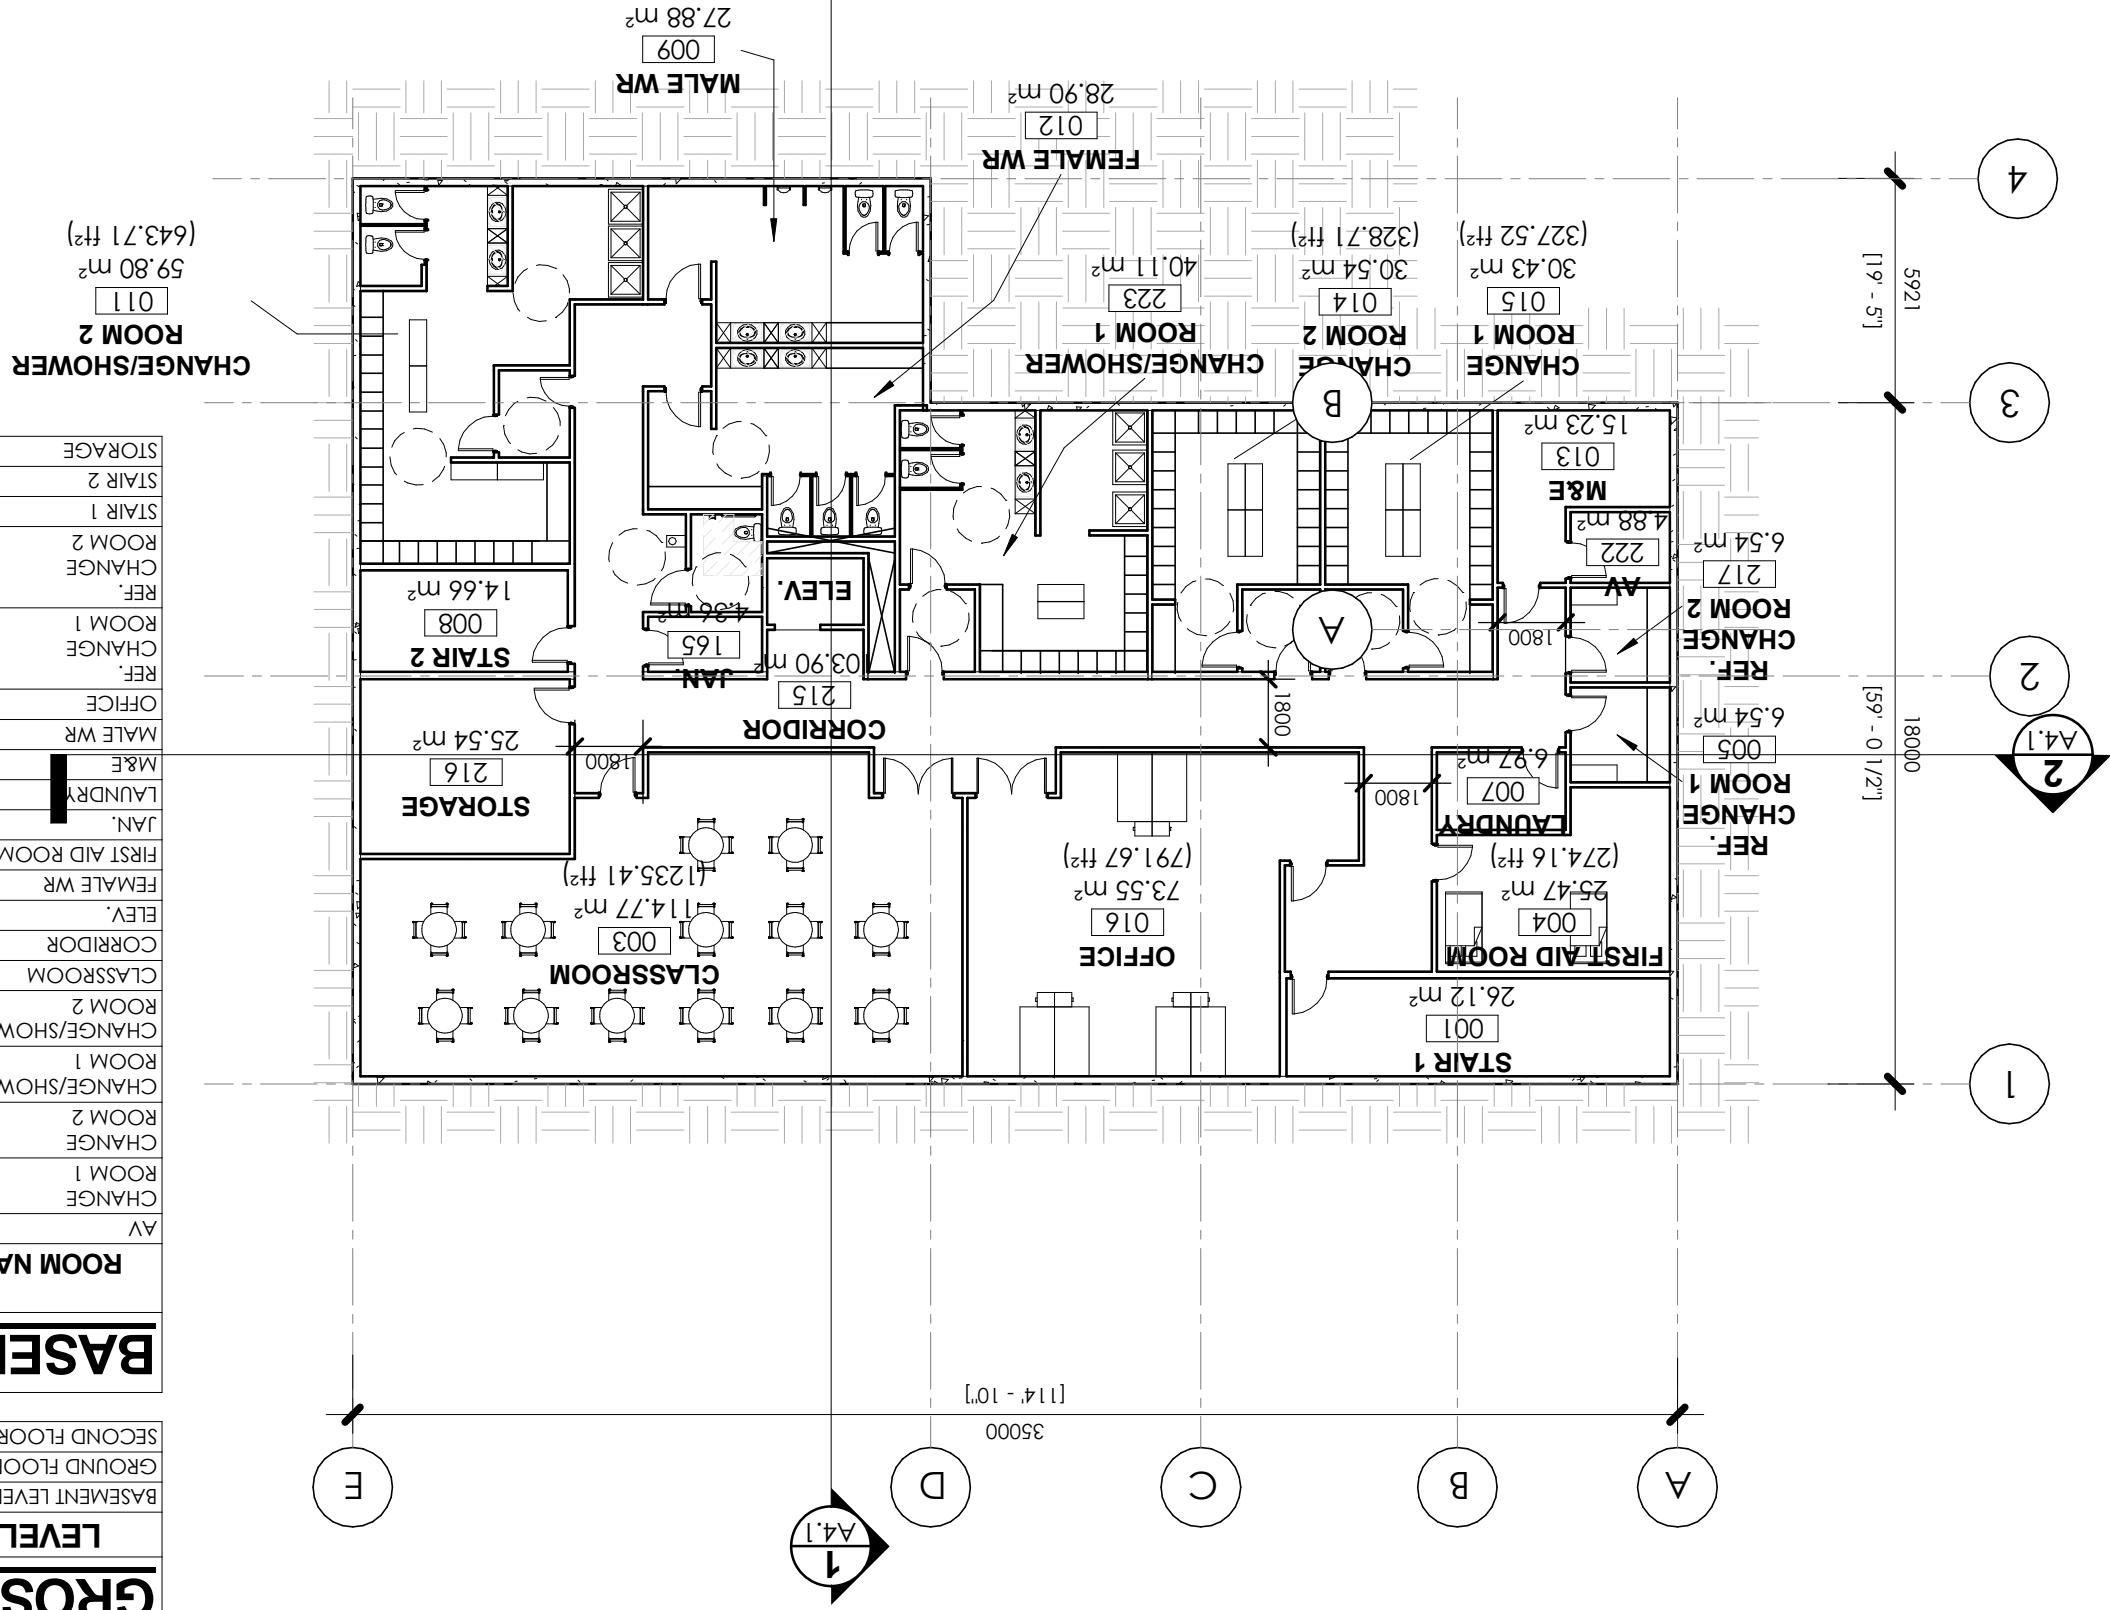 1
A4.1
A
B
C
D
E
35000
[114' - 10"]
1
2
3
4
2
A4.1
18000
[59' - 0 1/2"]
5921
[19' - 5"]
STAIR 1
001
26.12 m²
FIRST AID ROOM
004
25.47 m²
(274.16 ft²)
OFFICE
016
73.55 m²
(791.67 ft²)
CLASSROOM
003
114.77 m²
(1235.41 ft²)
REF.
CHANGE
ROOM 1
005
6.54 m²
LAUNDRY
007
6.97 m²
1800
1800
1800
STORAGE
216
25.54 m²
CORRIDOR
215
03.90 m²
REF.
CHANGE
ROOM 2
217
6.54 m²
1800
A
JAN.
165
4.36 m²
STAIR 2
008
14.66 m²
ELEV.
AV
222
4.88 m²
M&E
013
15.23 m²
B
CHANGE
ROOM 1
015
30.43 m²
(327.52 ft²)
CHANGE
ROOM 2
014
30.54 m²
(328.71 ft²)
CHANGE/SHOWER
ROOM 1
223
40.11 m²
CHANGE/SHOWER
ROOM 2
011
59.80 m²
(643.71 ft²)
FEMALE WR
012
28.90 m²
MALE WR
009
27.88 m²
GROS
LEVEL
BASEMENT LEVE
GROUND FLOO
SECOND FLOOR
BASE
ROOM NA
AV
CHANGE
ROOM 1
CHANGE
ROOM 2
CHANGE/SHOW
ROOM 1
CHANGE/SHOW
ROOM 2
CLASSROOM
CORRIDOR
ELEV.
FEMALE WR
FIRST AID ROOM
JAN.
LAUNDRY
M&E
MALE WR
OFFICE
REF.
CHANGE
ROOM 1
REF.
CHANGE
ROOM 2
STAIR 1
STAIR 2
STORAGE